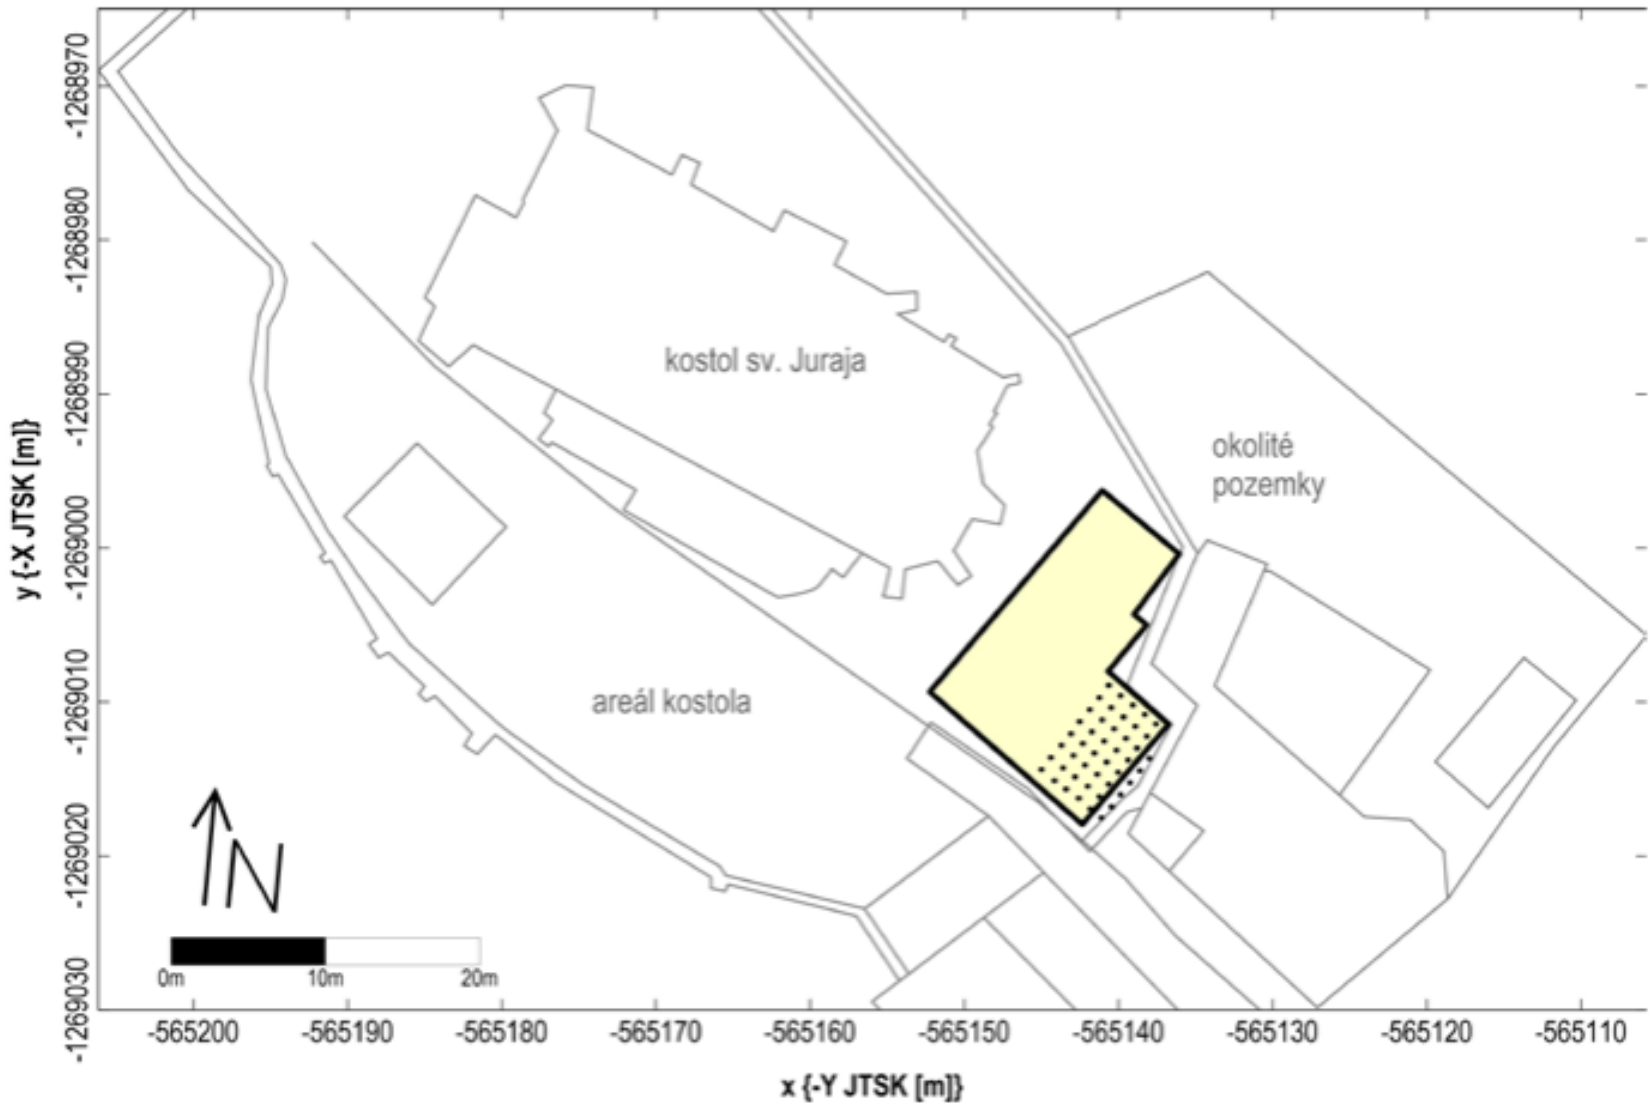 -1268970
-1268980
-1268990
-1269000
-1269010
-1269020
-1269030
y {-X JTSK [m]}
kostol sv. Juraja
okolité
pozemky
areál kostola
N
0m 10m 20m
-565200 -565190 -565180 -565170 -565160 -565150 -565140 -565130 -565120 -565110
x {-Y JTSK [m]}